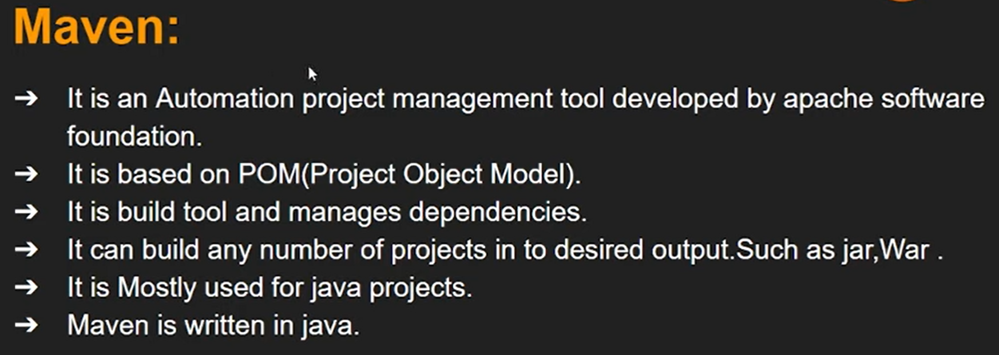 Maven:
➔ It is an Automation project management tool developed by apache software
foundation.
➔ It is based on POM(Project Object Model).
➔ It is build tool and manages dependencies.
➔ It can build any number of projects in to desired output.Such as jar,War .
➔ It is Mostly used for java projects.
➔ Maven is written in java.